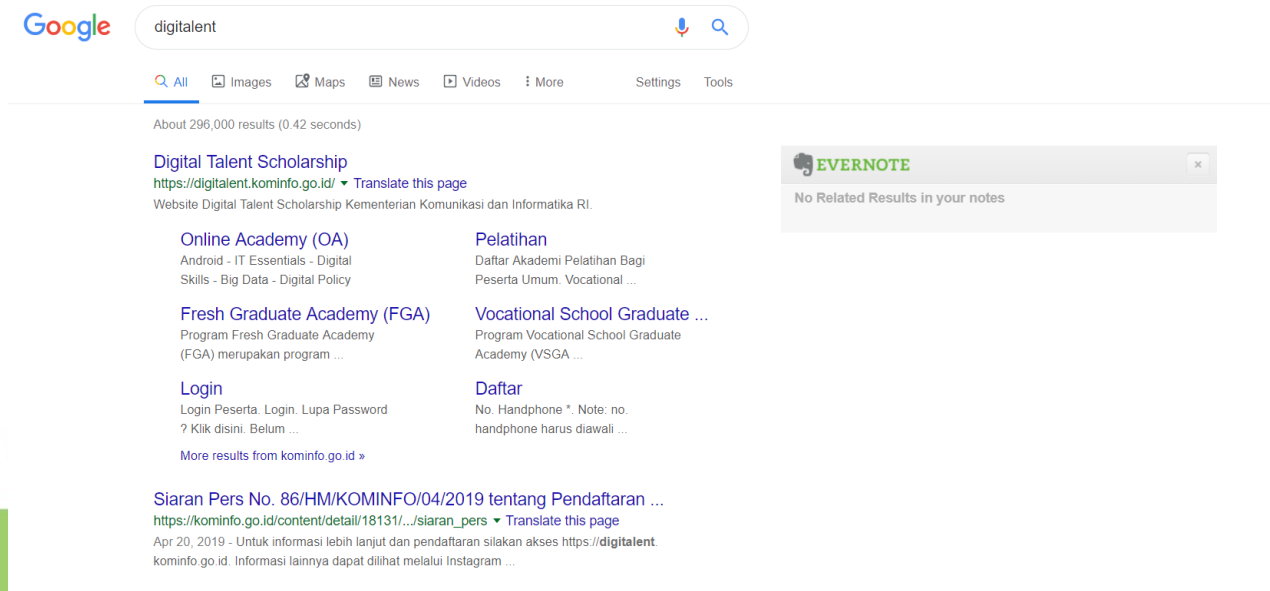 Google
digitalent
All Images Maps News Videos More Settings Tools
About 296,000 results (0.42 seconds)
Digital Talent Scholarship
https://digitalent.kominfo.go.id/ Translate this page
Website Digital Talent Scholarship Kementerian Komunikasi dan Informatika RI.
Online Academy (OA)
Android - IT Essentials - Digital
Skills - Big Data - Digital Policy
Pelatihan
Daftar Akademi Pelatihan Bagi
Peserta Umum. Vocational ...
Fresh Graduate Academy (FGA)
Program Fresh Graduate Academy
(FGA) merupakan program ...
Vocational School Graduate ...
Program Vocational School Graduate
Academy (VSGA ...
Login
Login Peserta. Login. Lupa Password
? Klik disini. Belum ...
Daftar
No. Handphone *. Note: no.
handphone harus diawali ...
More results from kominfo.go.id »
Siaran Pers No. 86/HM/KOMINFO/04/2019 tentang Pendaftaran ...
https://kominfo.go.id/content/detail/18131/.../siaran_pers Translate this page
Apr 20, 2019 - Untuk informasi lebih lanjut dan pendaftaran silakan akses https://digitalent.
kominfo.go.id. Informasi lainnya dapat dilihat melalui Instagram ...
EVERNOTE ×
No Related Results in your notes